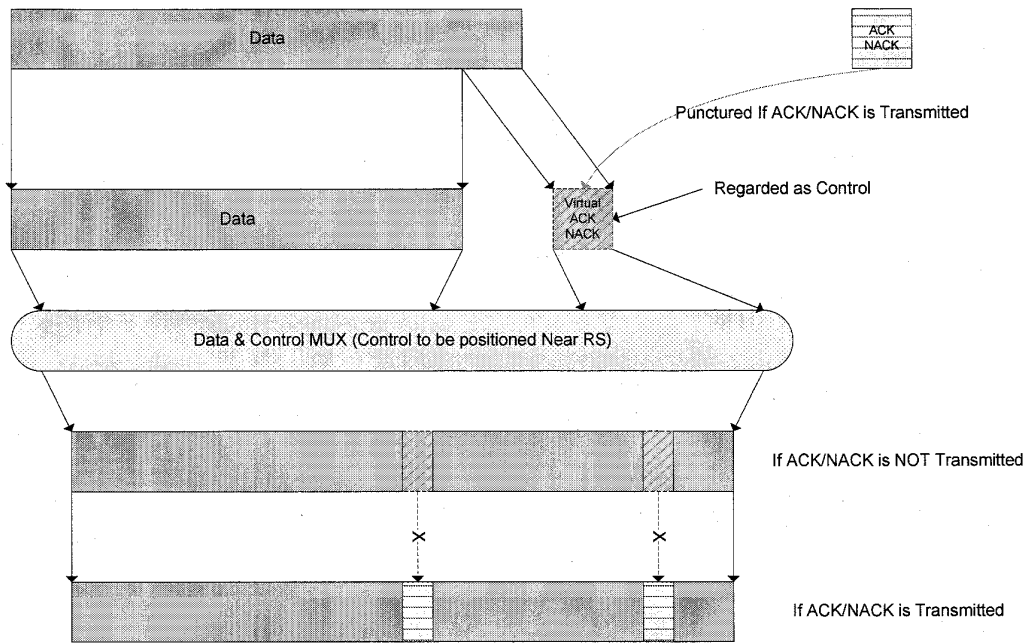 Data
ACK
NACK
Punctured If ACK/NACK is Transmitted
Regarded as Control
Data
Virtual
ACK
NACK
Data & Control MUX (Control to be positioned Near RS)
If ACK/NACK is NOT Transmitted
X
X
If ACK/NACK is Transmitted